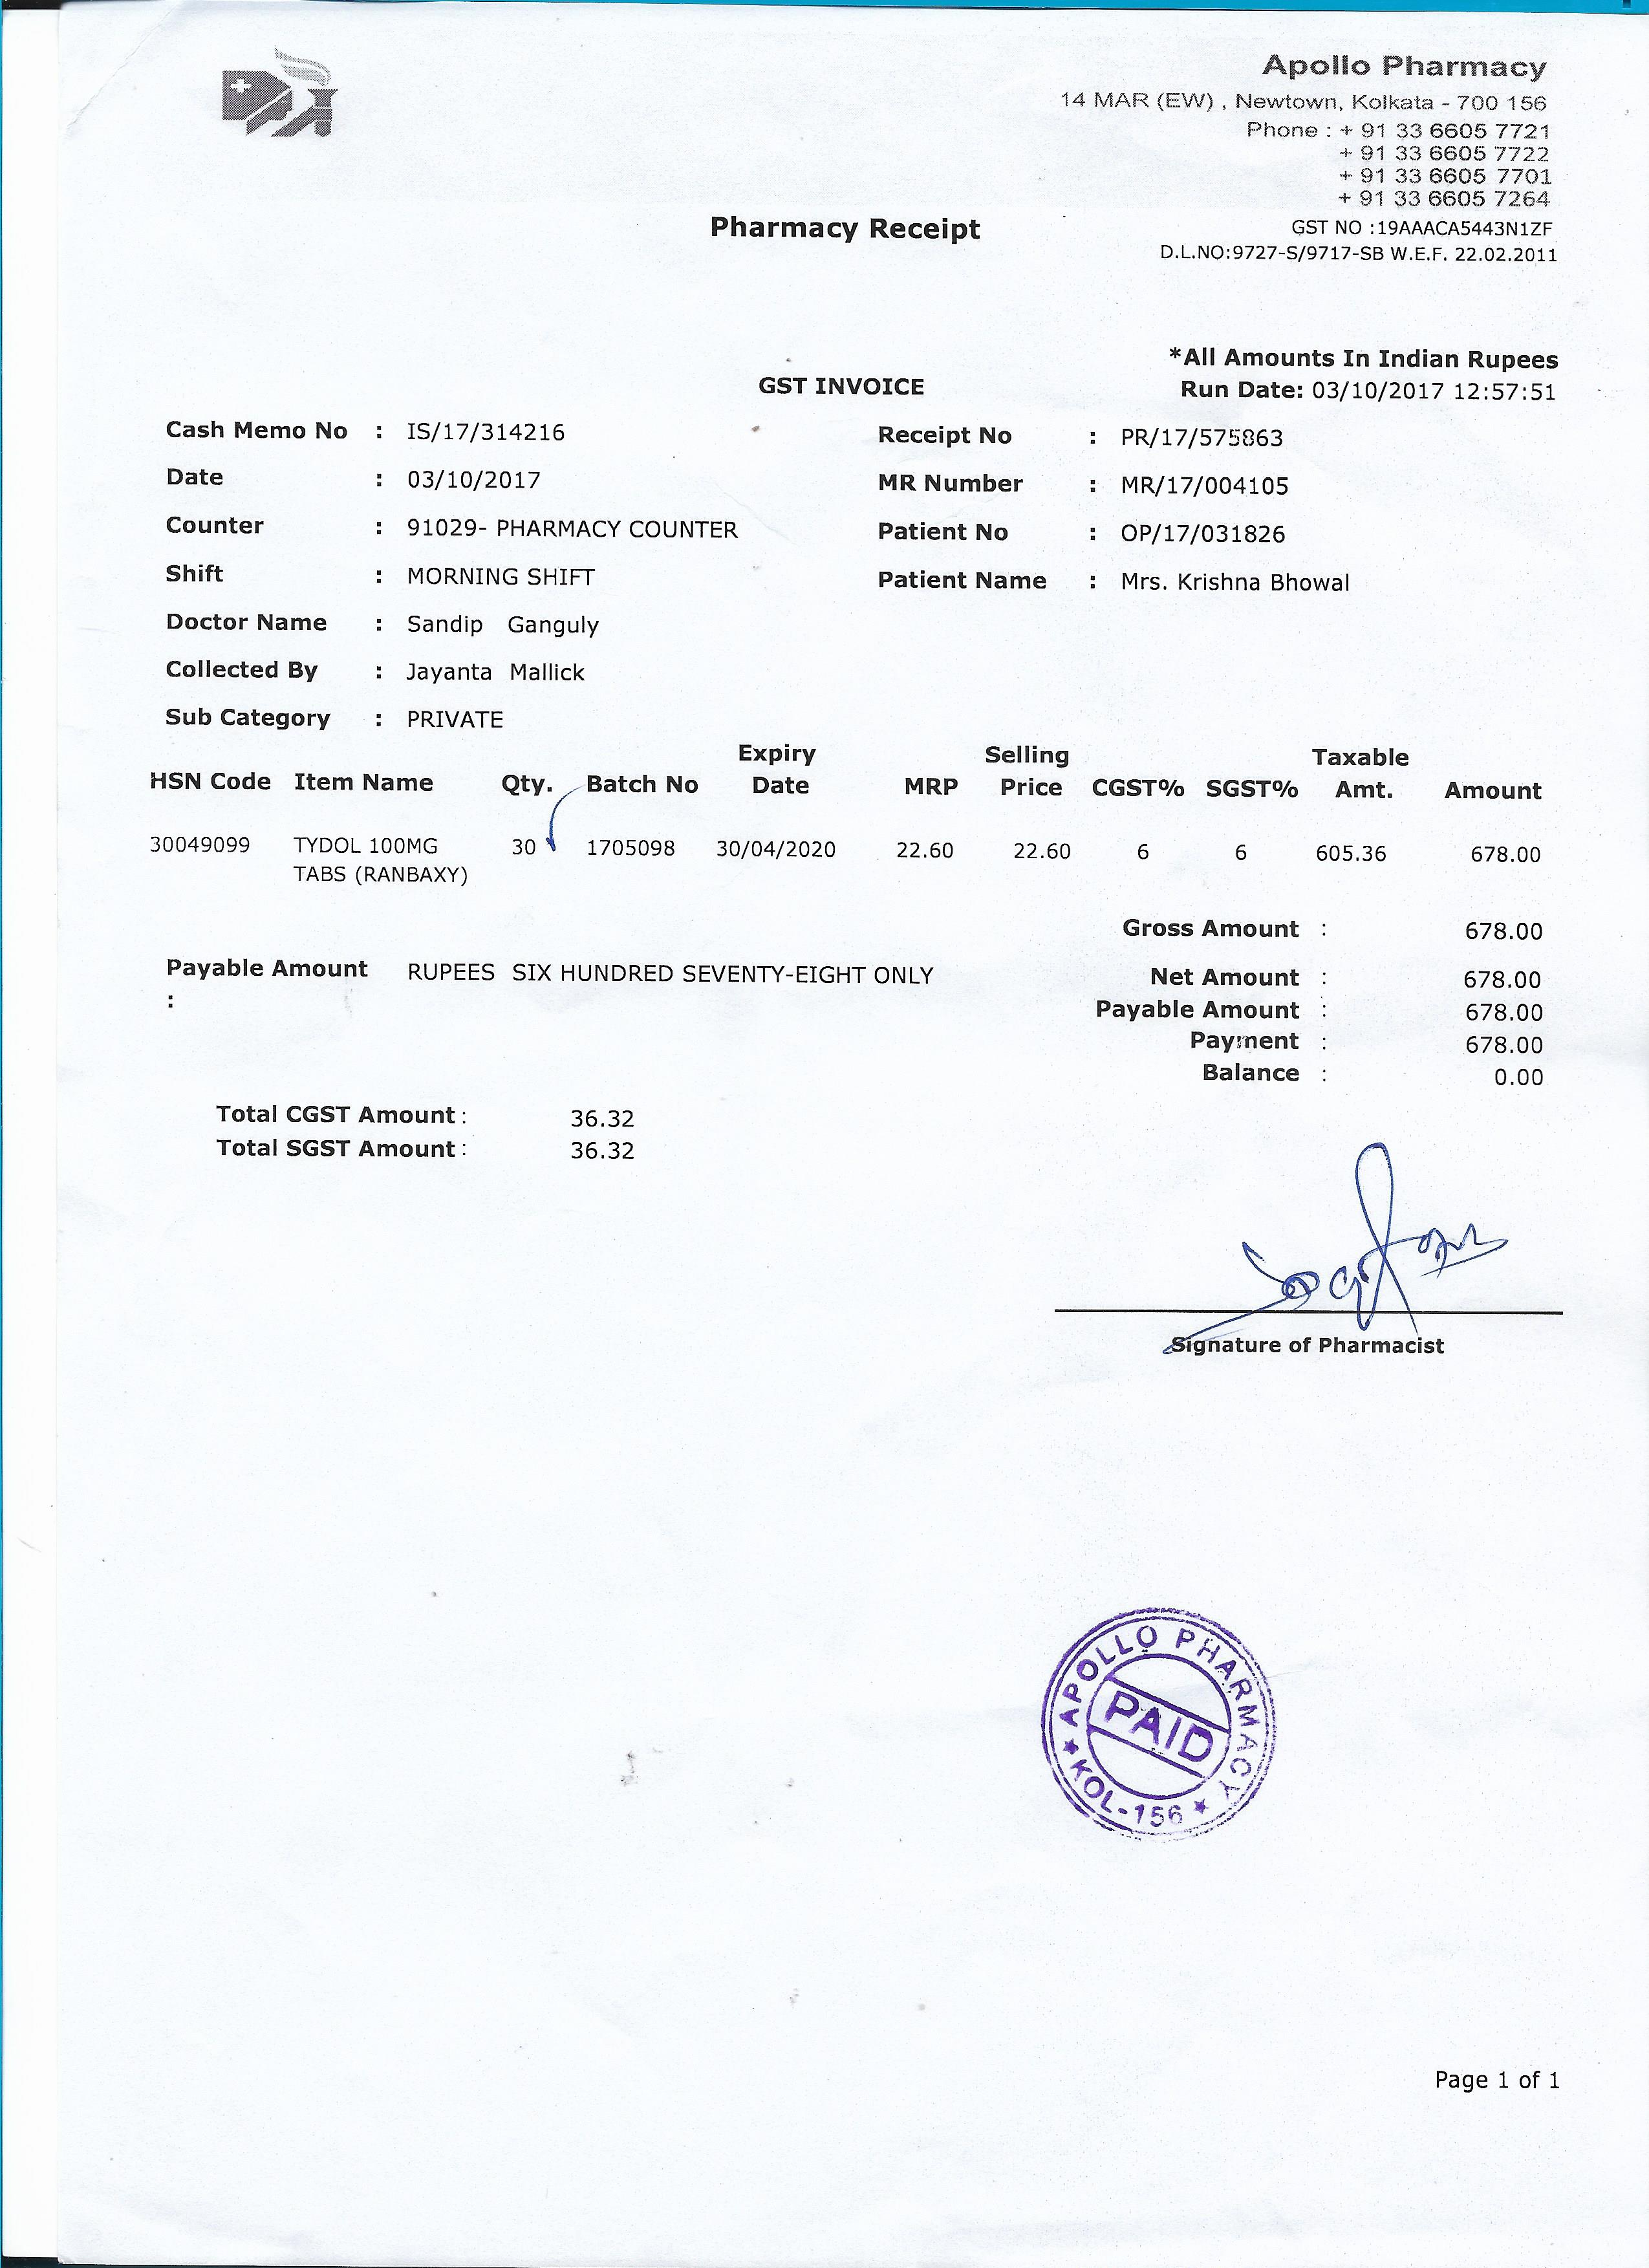 Apollo Pharmacy
14 MAR (EW) , Newtown, Kolkata - 700 156
Phone : + 91 33 6605 7721
+ 91 33 6605 7722
+ 91 33 6605 7701
+ 91 33 6605 7264
Pharmacy Receipt
GST NO :19AAACA5443N1ZF
D.L.NO:9727-S/9717-SB W.E.F. 22.02.2011
*All Amounts In Indian Rupees
GST INVOICE
Run Date: 03/10/2017 12:57:51
Cash Memo No : IS/17/314216 Receipt No : PR/17/575863
Date : 03/10/2017 MR Number : MR/17/004105
Counter : 91029- PHARMACY COUNTER Patient No : OP/17/031826
Shift : MORNING SHIFT Patient Name : Mrs. Krishna Bhowal
Doctor Name : Sandip Ganguly
Collected By : Jayanta Mallick
Sub Category : PRIVATE
HSN Code Item Name Qty. Batch No Expiry Date MRP Selling Price CGST% SGST% Taxable Amt. Amount
30049099 TYDOL 100MG 30 1705098 30/04/2020 22.60 22.60 6 6 605.36 678.00
TABS (RANBAXY)
Gross Amount : 678.00
Payable Amount : RUPEES SIX HUNDRED SEVENTY-EIGHT ONLY
Net Amount : 678.00
Payable Amount : 678.00
Payment : 678.00
Balance : 0.00
Total CGST Amount : 36.32
Total SGST Amount : 36.32
Signature of Pharmacist
APOLLO PHARMACY
PAID
★ KOL-156 ★
Page 1 of 1